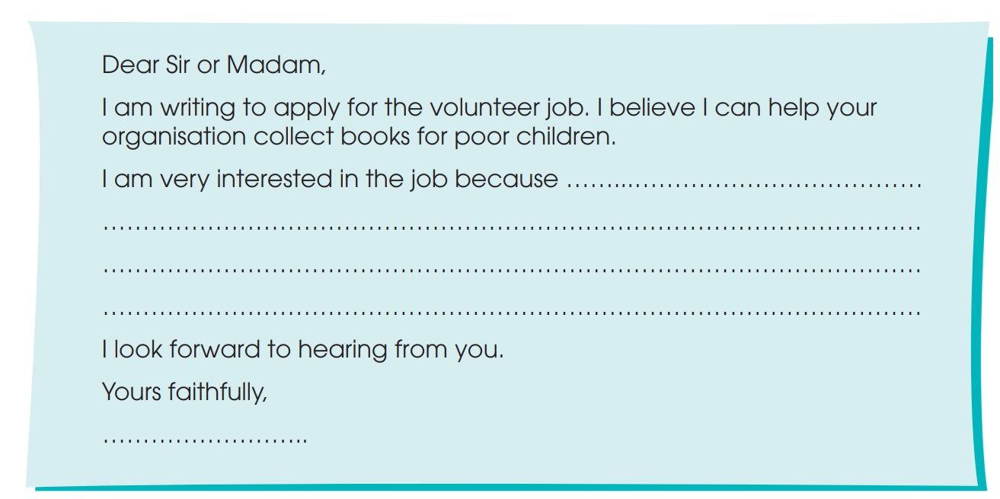 Dear Sir or Madam,
I am writing to apply for the volunteer job. I believe I can help your
organisation collect books for poor children.
I am very interested in the job because ............................................
....................................................................................................
....................................................................................................
....................................................................................................
I look forward to hearing from you.
Yours faithfully,
..........................